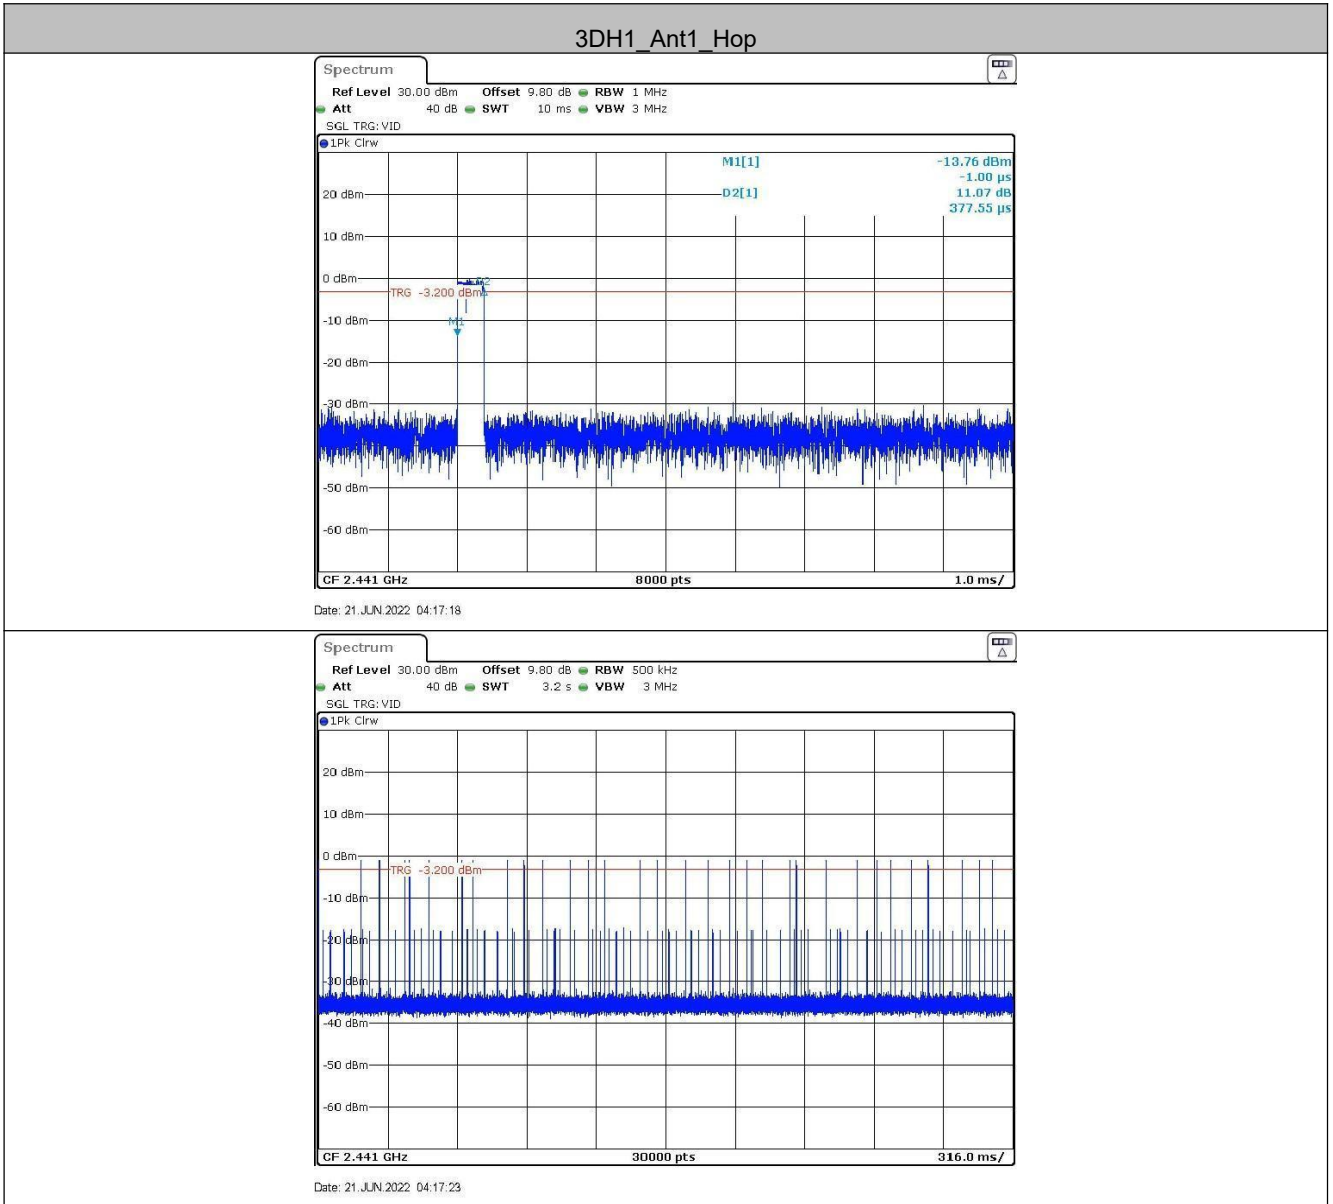 3DH1_Ant1_Hop
Spectrum
Ref Level 30.00 dBm Offset 9.80 dB RBW 1 MHz
Att 40 dB SWT 10 ms VBW 3 MHz
SGL TRG: VID
1Pk Clrw
M1[1] -13.76 dBm
-1.00 µs
20 dBm D2[1] 11.07 dB
377.55 µs
10 dBm
0 dBm
TRG -3.200 dBm
-10 dBm M1
-20 dBm
-30 dBm
-50 dBm
-60 dBm
CF 2.441 GHz 8000 pts 1.0 ms/
Date: 21.JUN.2022 04:17:18
Spectrum
Ref Level 30.00 dBm Offset 9.80 dB RBW 500 kHz
Att 40 dB SWT 3.2 s VBW 3 MHz
SGL TRG: VID
1Pk Clrw
20 dBm
10 dBm
0 dBm
TRG -3.200 dBm
-10 dBm
-20 dBm
-30 dBm
-40 dBm
-50 dBm
-60 dBm
CF 2.441 GHz 30000 pts 316.0 ms/
Date: 21.JUN.2022 04:17:23